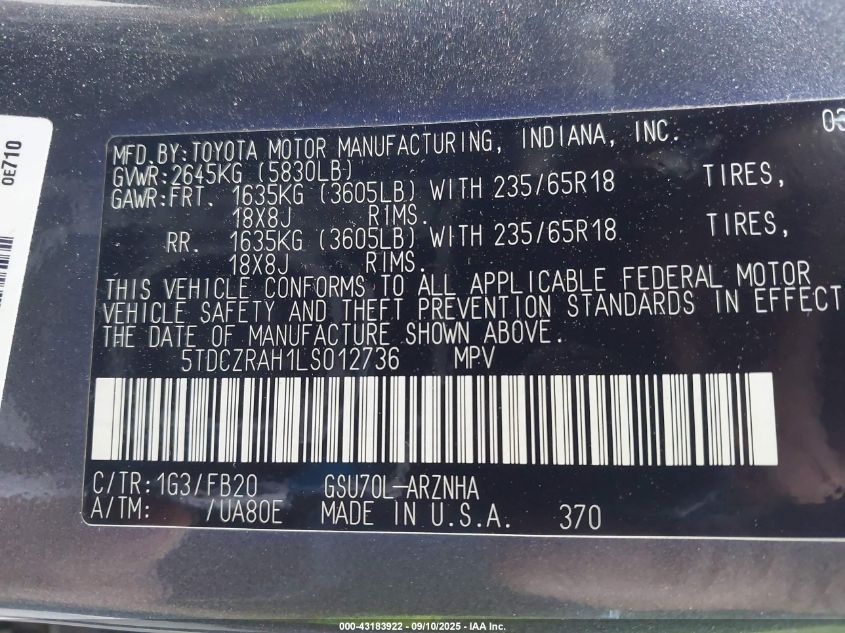 03
MFD.BY:TOYOTA MOTOR MANUFACTURING, INDIANA, INC.
GVWR:2645KG (5830LB)
GAWR:FRT. 1635KG (3605LB) WITH 235/65R18 TIRES,
18X8J RIMS.
RR. 1635KG (3605LB) WITH 235/65R18 TIRES,
18X8J RIMS.
THIS VEHICLE CONFORMS TO ALL APPLICABLE FEDERAL MOTOR
VEHICLE SAFETY AND THEFT PREVENTION STANDARDS IN EFFECT
THE DATE OF MANUFACTURE SHOWN ABOVE.
5TDCZRAH1LS012736 MPV
C/TR:1G3/FB20 GSU70L-ARZNHA
A/TM: /UA80E MADE IN U.S.A. 370
0E710
000-43183922 - 09/10/2025 - IAA Inc.